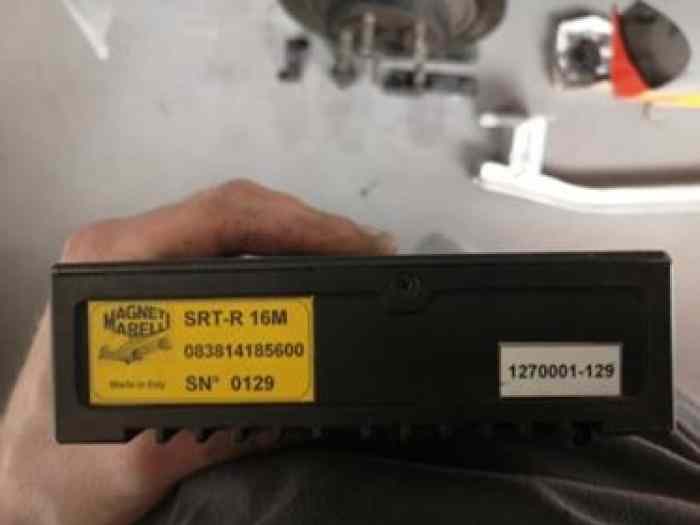 MAGNETI
MARELLI
SRT-R 16M
083814185600
Made in Italy
SN° 0129
1270001-129